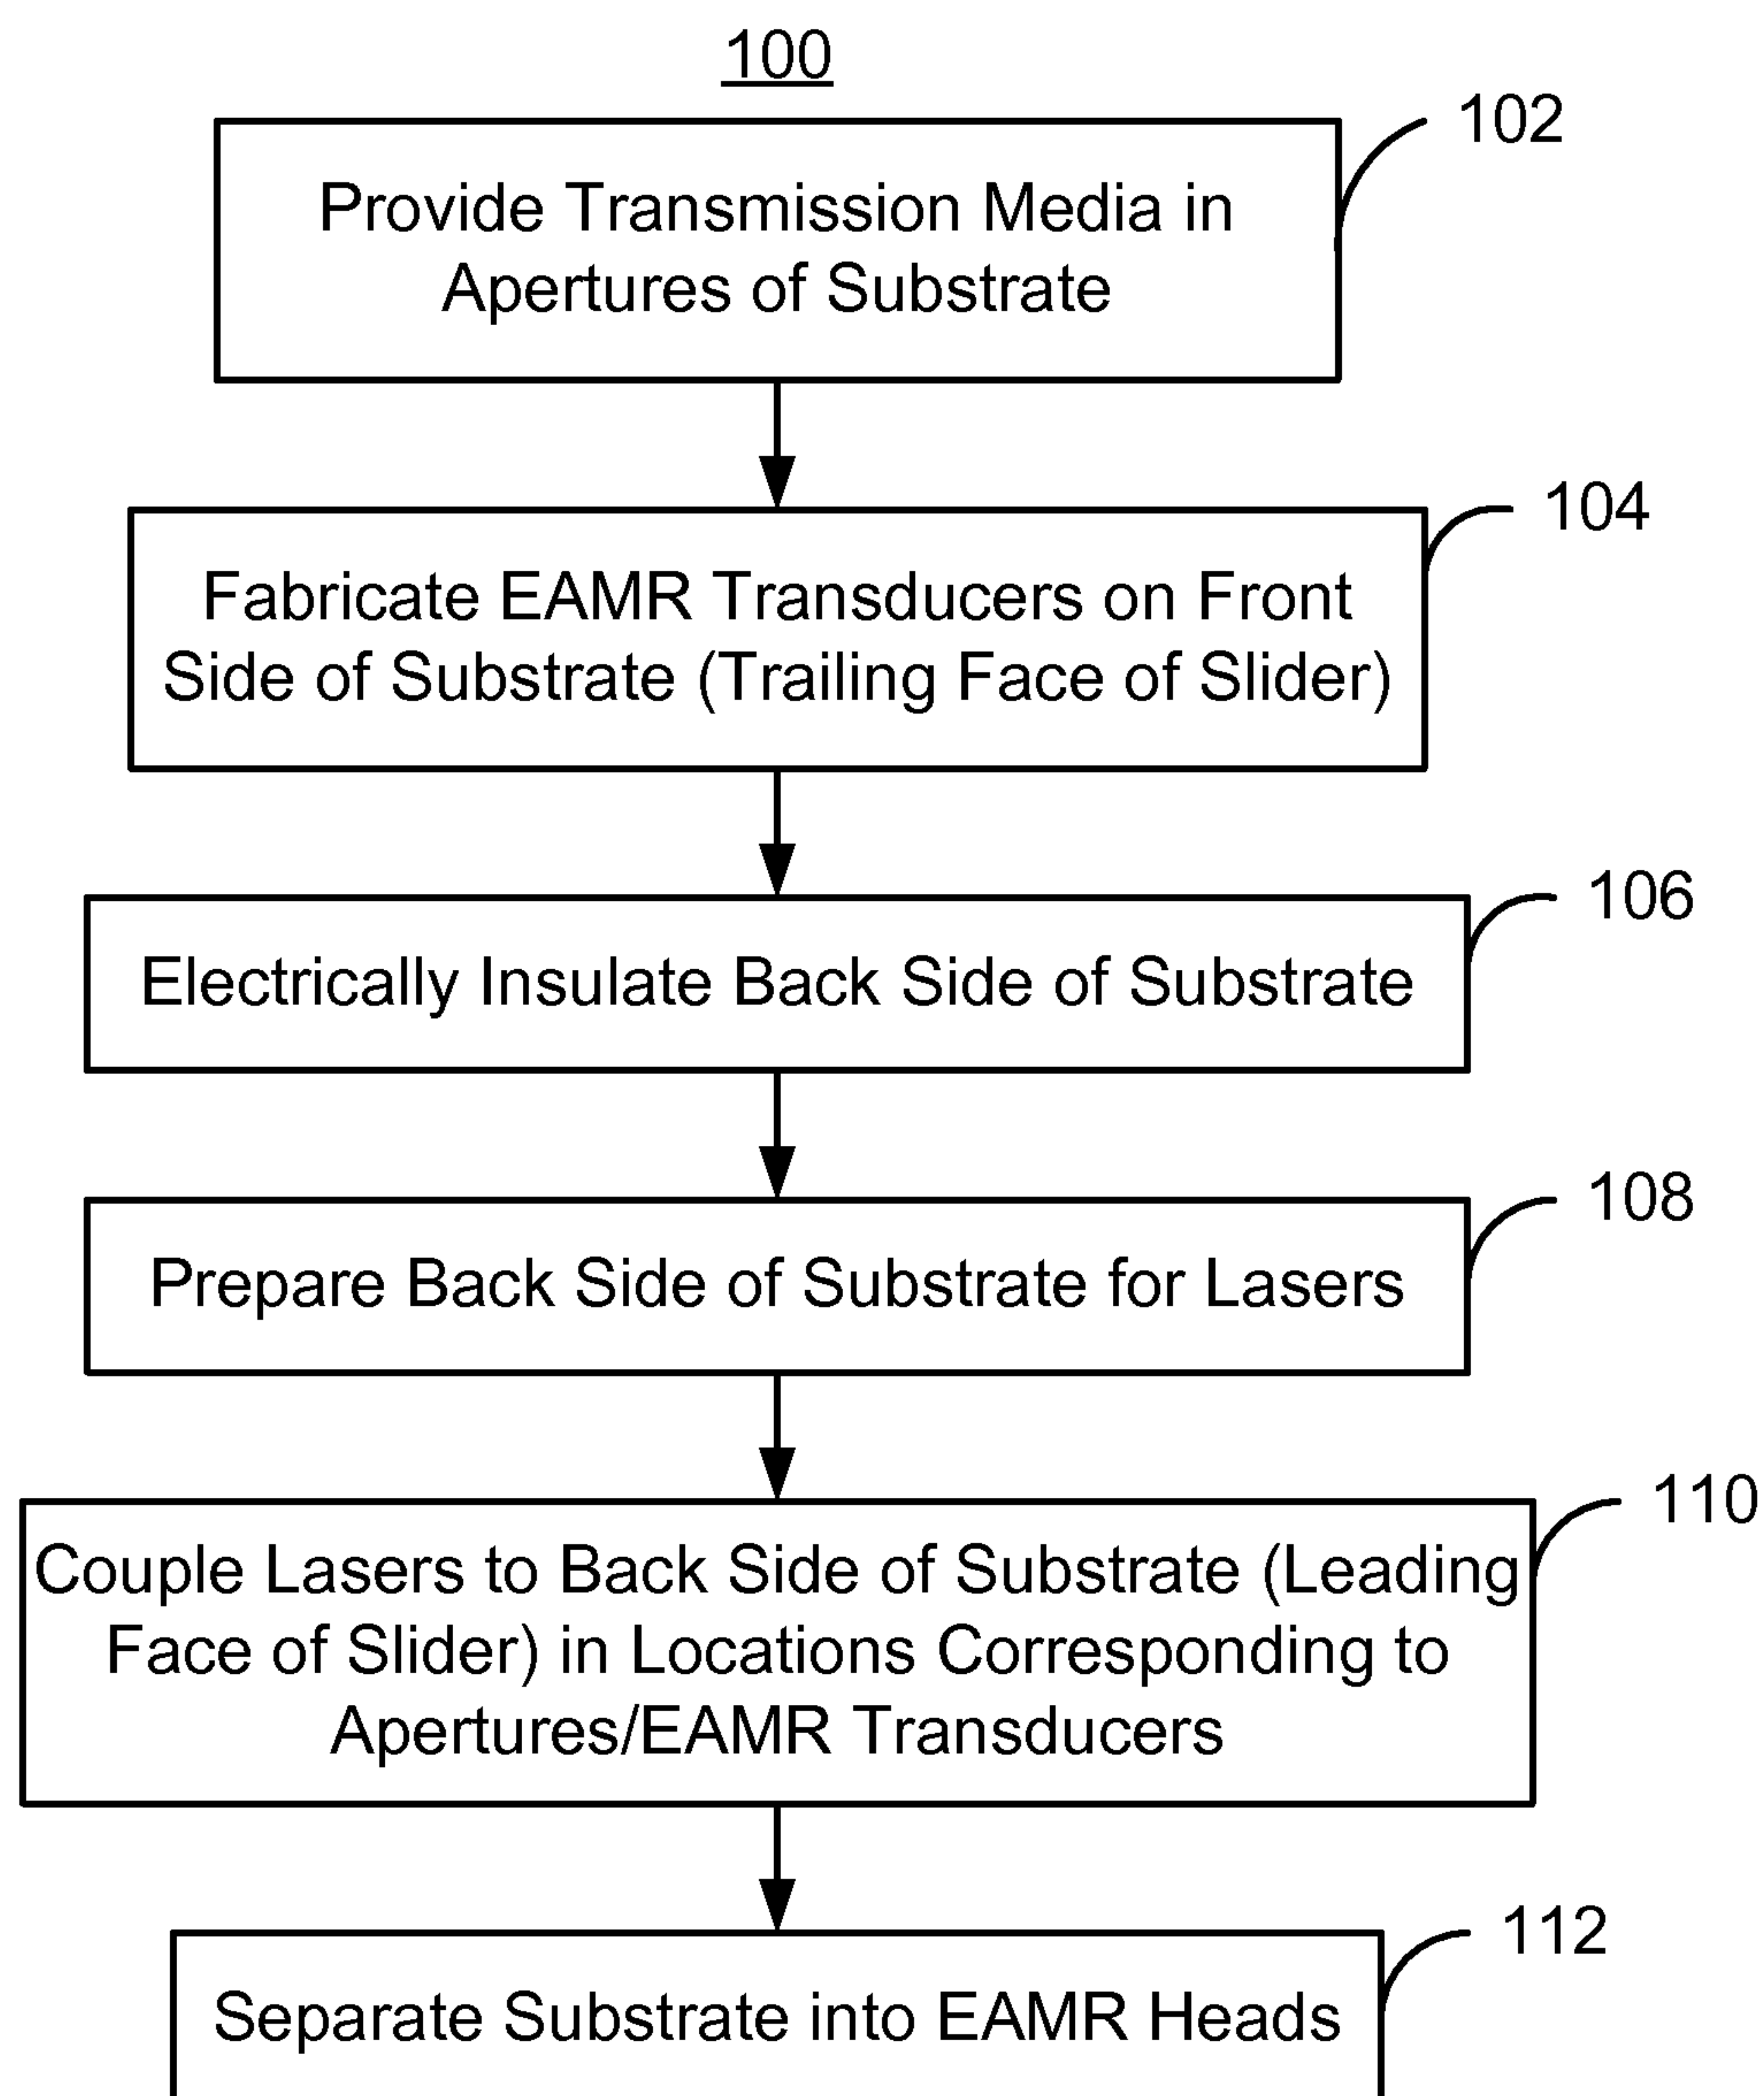 100
102
Provide Transmission Media in
Apertures of Substrate
104
Fabricate EAMR Transducers on Front
Side of Substrate (Trailing Face of Slider)
106
Electrically Insulate Back Side of Substrate
108
Prepare Back Side of Substrate for Lasers
110
Couple Lasers to Back Side of Substrate (Leading
Face of Slider) in Locations Corresponding to
Apertures/EAMR Transducers
112
Separate Substrate into EAMR Heads